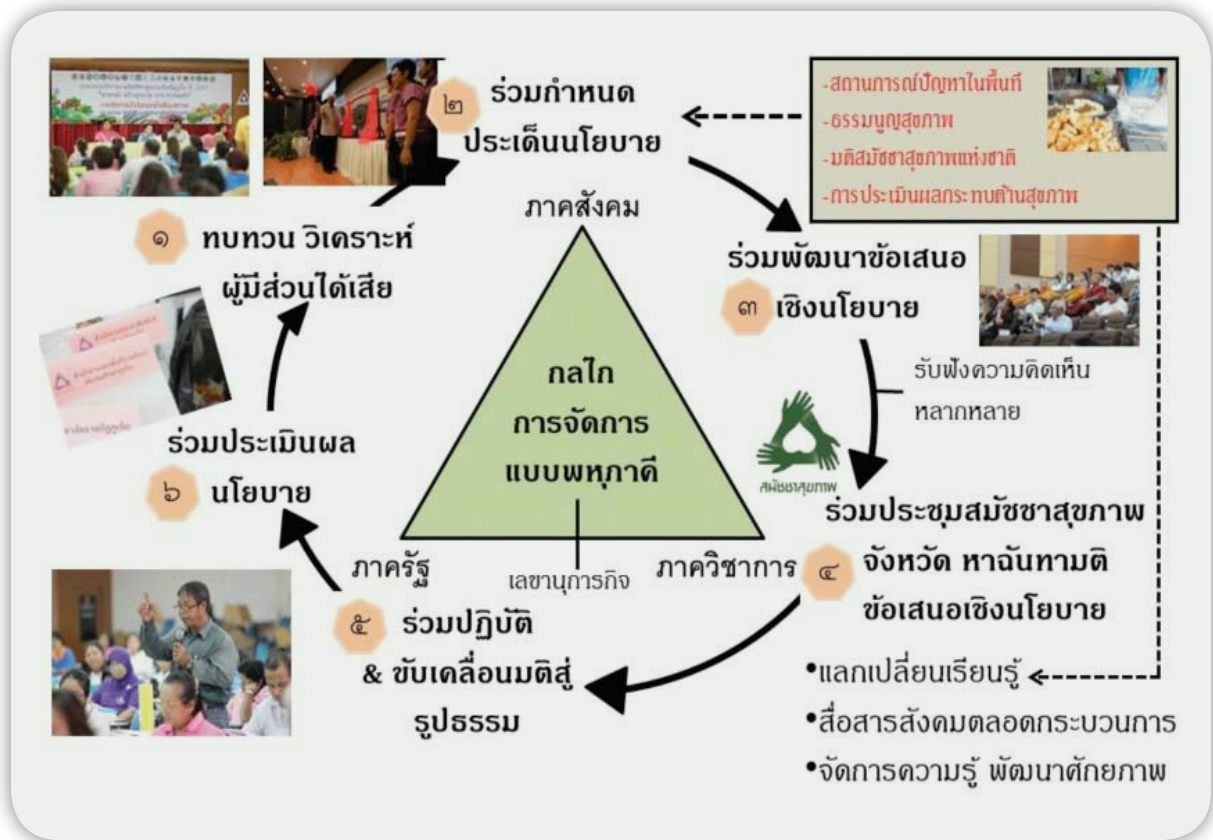 ๑ ทบทวน วิเคราะห์
ผู้มีส่วนได้เสีย
๒ ร่วมกำหนด
ประเด็นนโยบาย
-สถานการณ์ปัญหาในพื้นที่
-ธรรมนูญสุขภาพ
-มติสมัชชาสุขภาพแห่งชาติ
-การประเมินผลกระทบด้านสุขภาพ
ร่วมพัฒนาข้อเสนอ
๓ เชิงนโยบาย
รับฟังความคิดเห็น
หลากหลาย
สมัชชาสุขภาพ
ร่วมประชุมสมัชชาสุขภาพ
๔ จังหวัด หาฉันทามติ
ข้อเสนอเชิงนโยบาย
•แลกเปลี่ยนเรียนรู้
•สื่อสารสังคมตลอดกระบวนการ
•จัดการความรู้ พัฒนาศักยภาพ
๕ ร่วมปฏิบัติ
& ขับเคลื่อนมติสู่
รูปธรรม
ร่วมประเมินผล
๖ นโยบาย
ภาคสังคม
กลไก
การจัดการ
แบบพหุภาคี
ภาครัฐ
เลขานุการกิจ
ภาควิชาการ